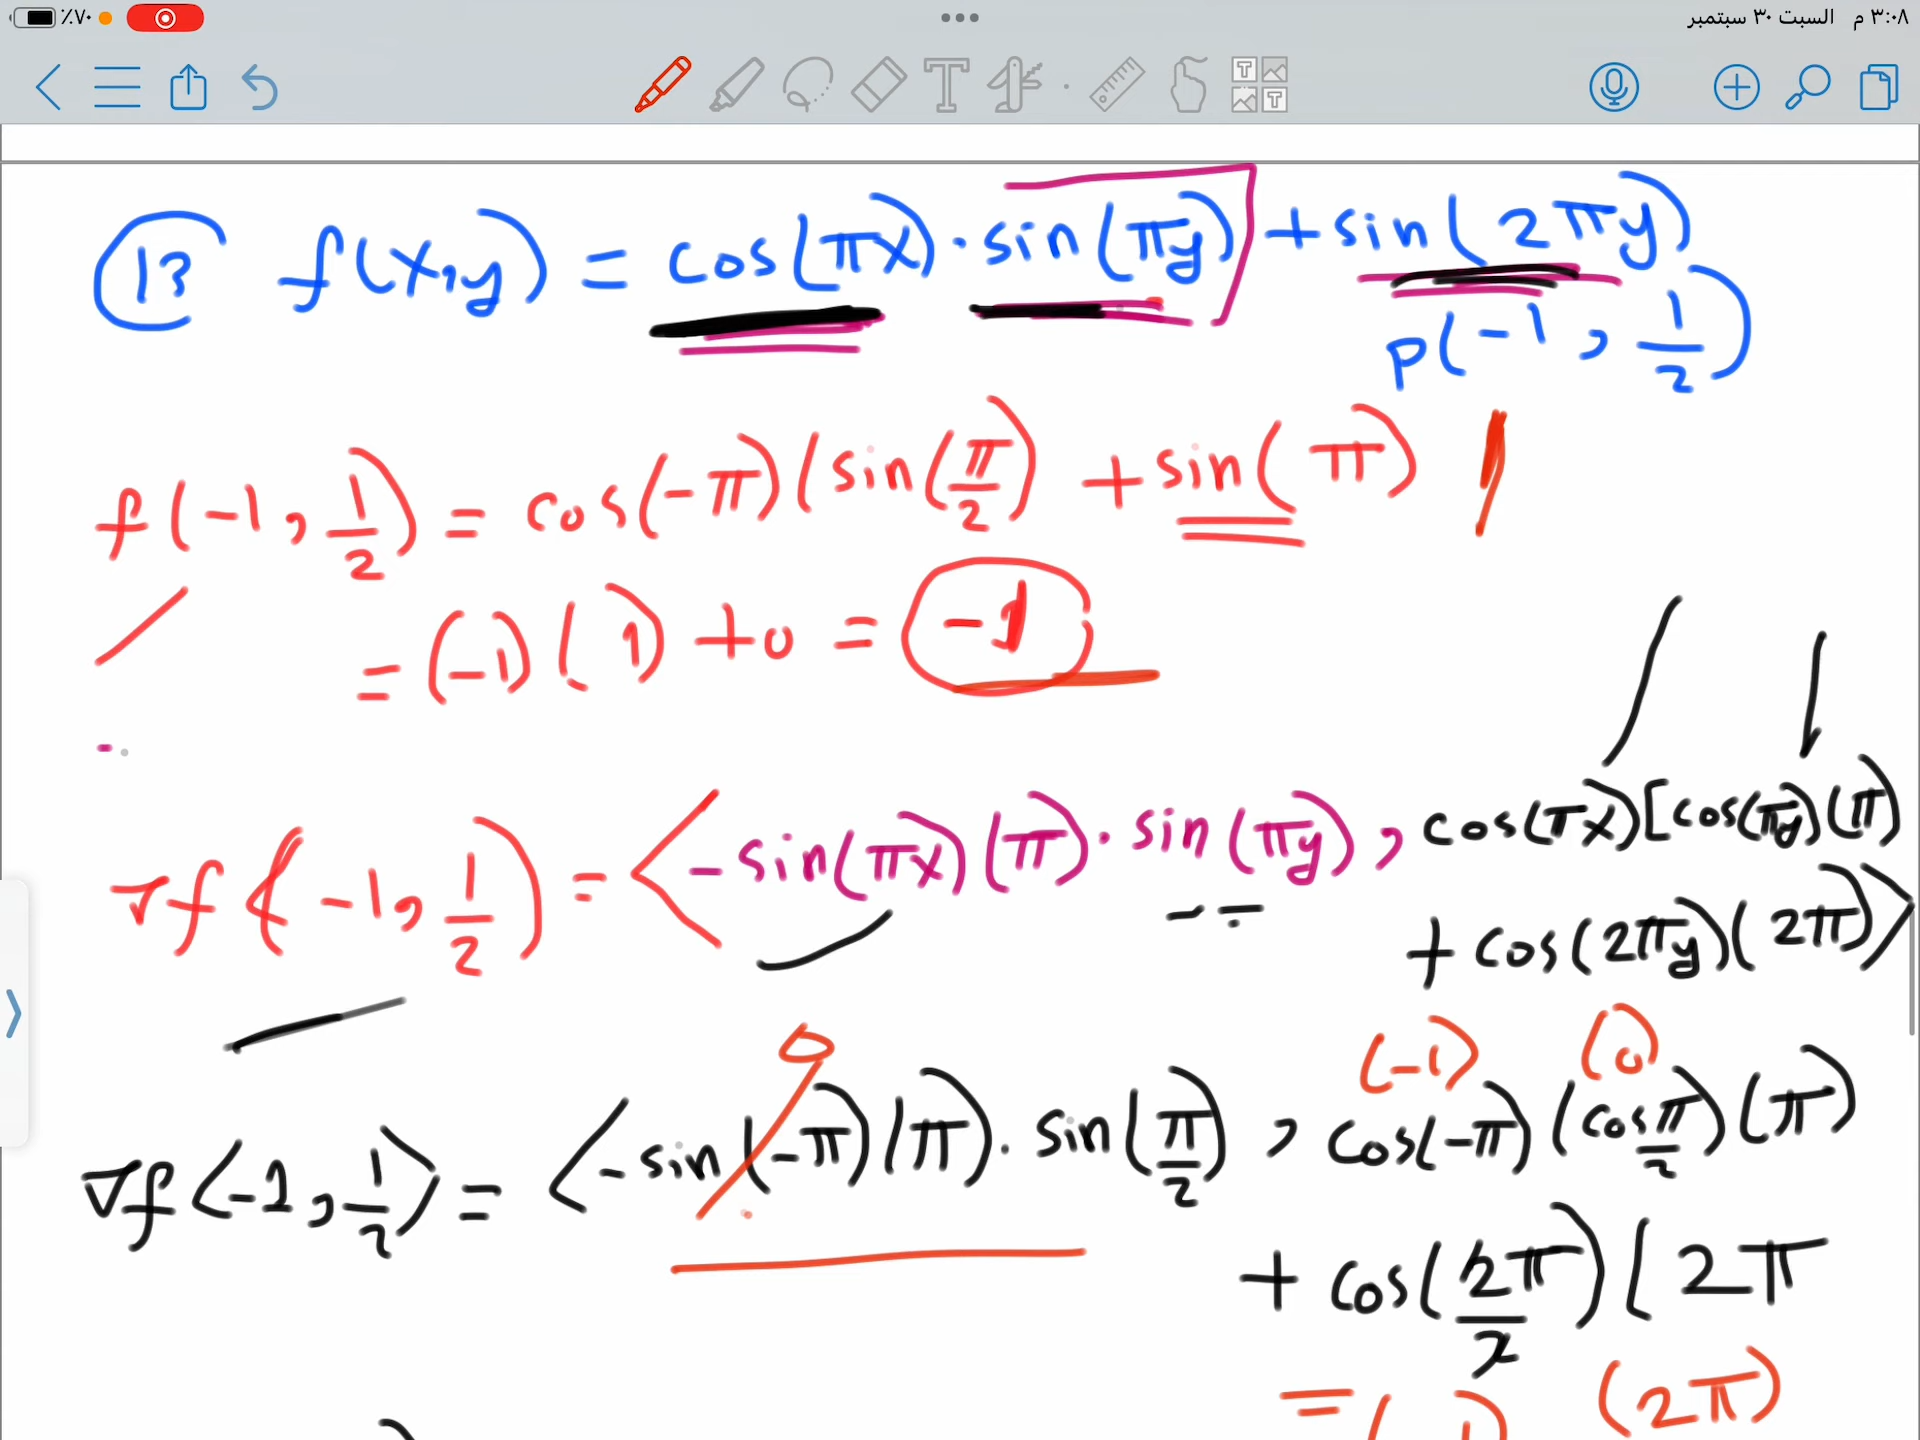 ٪٧٠
السبت ٣٠ سبتمبر ٣:٠٨ م
13 f(x,y) = cos(πx)·sin(πy) + sin(2πy)
p(-1, 1/2)
f(-1, 1/2) = cos(-π)(sin(π/2) + sin(π)
= (-1)(1) + 0 = -1
∇f(-1, 1/2) = <-sin(πx)(π)·sin(πy), cos(πx)[cos(πy)(π)
+ cos(2πy)(2π)>
0 (-1) (0)
∇f<-1, 1/2> = <-sin(-π)(π)·sin(π/2), cos(-π)(cos π/2)(π)
+ cos(2π/2)(2π
= (2π)